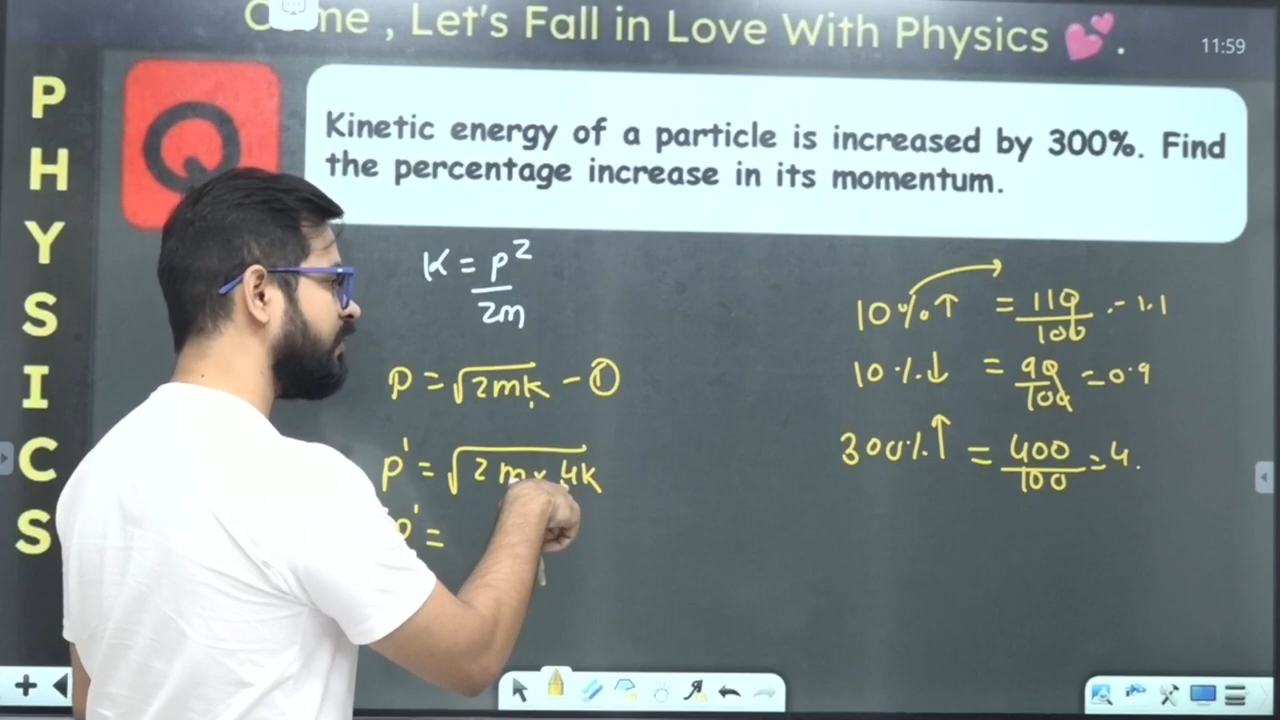 Come , Let's Fall in Love With Physics 💕.
11:59
PHYSICS
Q
Kinetic energy of a particle is increased by 300%. Find
the percentage increase in its momentum.
K = p²/2m
p = √2mk - ①
p' = √2m×4k
p' =
10%↑ = 110/100 - 1.1
10%↓ = 90/100 = 0.9
300%↑ = 400/100 = 4.